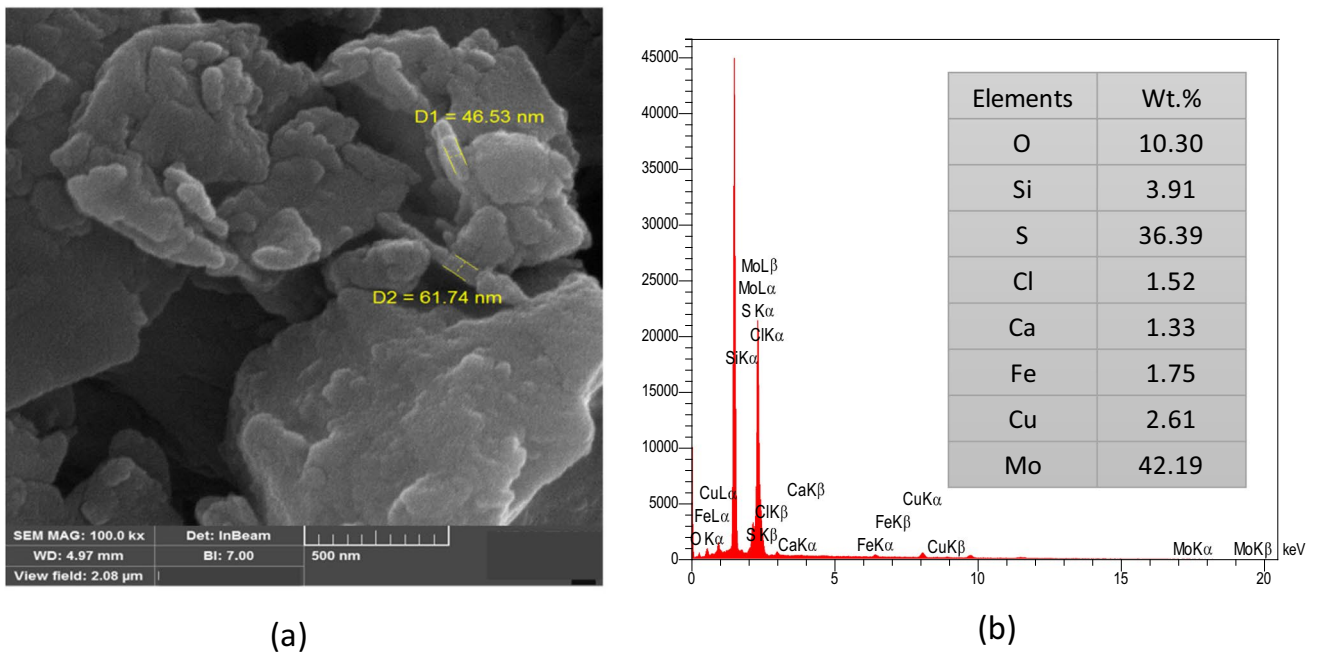 D1 = 46.53 nm
D2 = 61.74 nm
SEM MAG: 100.0 kx Det: InBeam
WD: 4.97 mm BI: 7.00 500 nm
View field: 2.08 μm
(a)
45000
40000
35000
30000
25000
20000
15000
10000
5000
0
MoLβ
MoLα
S Kα
ClKα
SiKα
CuLα
FeLα
O Kα
ClKβ
S Kβ
CaKβ
CaKα
CuKα
FeKβ
FeKα
CuKβ
MoKα
MoKβ
keV
0 5 10 15 20
Elements Wt.%
O 10.30
Si 3.91
S 36.39
Cl 1.52
Ca 1.33
Fe 1.75
Cu 2.61
Mo 42.19
(b)